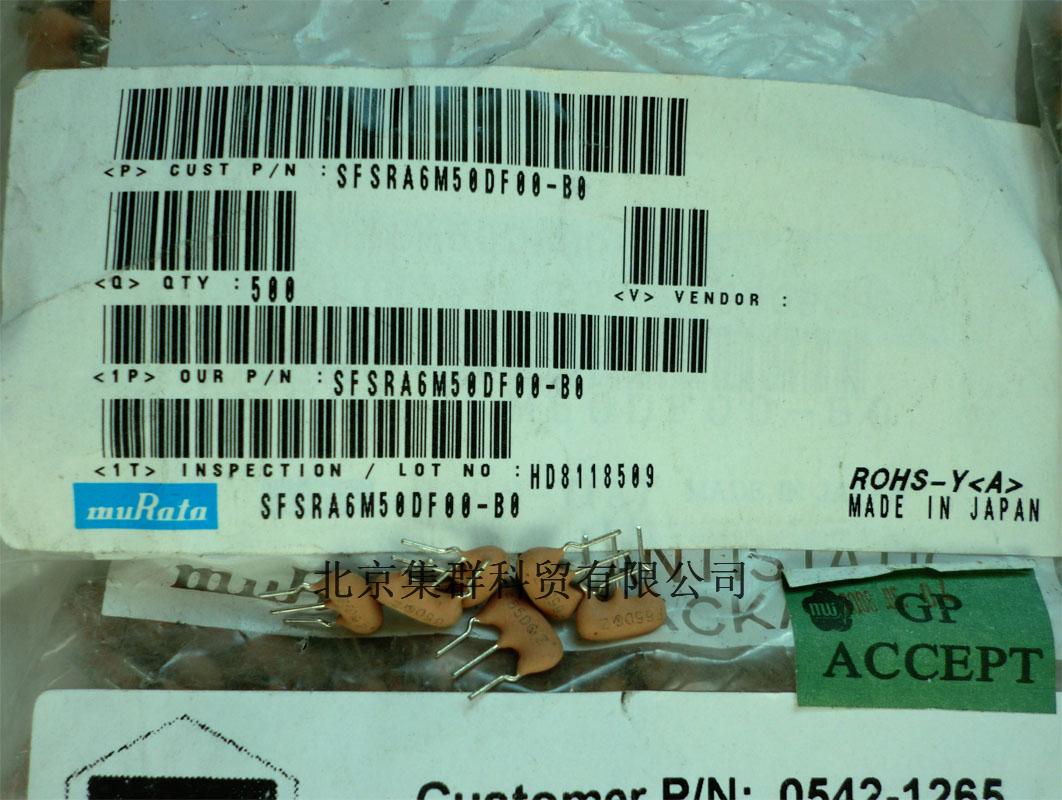 <P> CUST P/N : SFSRA6M50DF00-B0
<Q> QTY : 500
<V> VENDOR :
<1P> OUR P/N : SFSRA6M50DF00-B0
<1T> INSPECTION / LOT NO : HD8118509
muRata SFSRA6M50DF00-B0
ROHS-Y<A>
MADE IN JAPAN
北京集群科贸有限公司
GP
ACCEPT
Customer P/N: 0542-1265